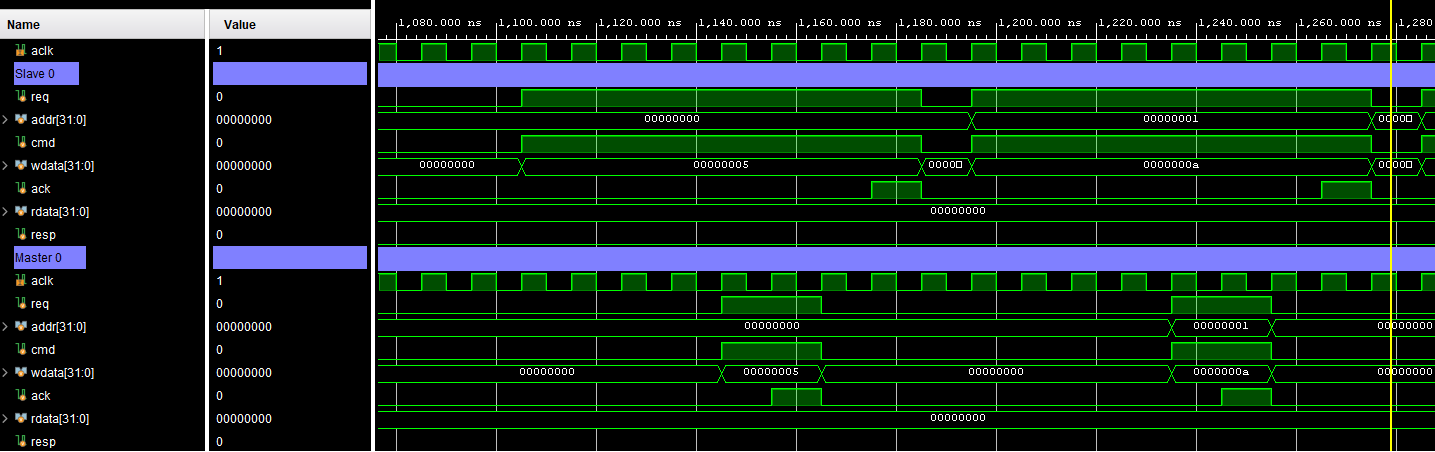 Name Value
1,080.000 ns 1,100.000 ns 1,120.000 ns 1,140.000 ns 1,160.000 ns 1,180.000 ns 1,200.000 ns 1,220.000 ns 1,240.000 ns 1,260.000 ns 1,280
aclk 1
Slave 0
req 0
addr[31:0] 00000000 00000000 00000001 0000
cmd 0
wdata[31:0] 00000000 00000000 00000005 0000 0000000a 0000
ack 0
rdata[31:0] 00000000 00000000
resp 0
Master 0
aclk 1
req 0
addr[31:0] 00000000 00000000 00000001 00000000
cmd 0
wdata[31:0] 00000000 00000000 00000005 00000000 0000000a 00000000
ack 0
rdata[31:0] 00000000 00000000
resp 0